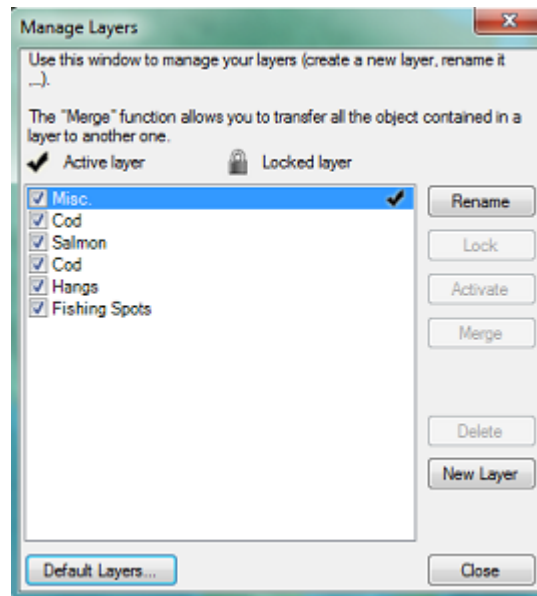 Manage Layers
Use this window to manage your layers (create a new layer, rename it
,...).
The "Merge" function allows you to transfer all the object contained in a
layer to another one.
Active layer
Locked layer
Misc.
Cod
Salmon
Cod
Hangs
Fishing Spots
Rename
Lock
Activate
Merge
Delete
New Layer
Default Layers...
Close